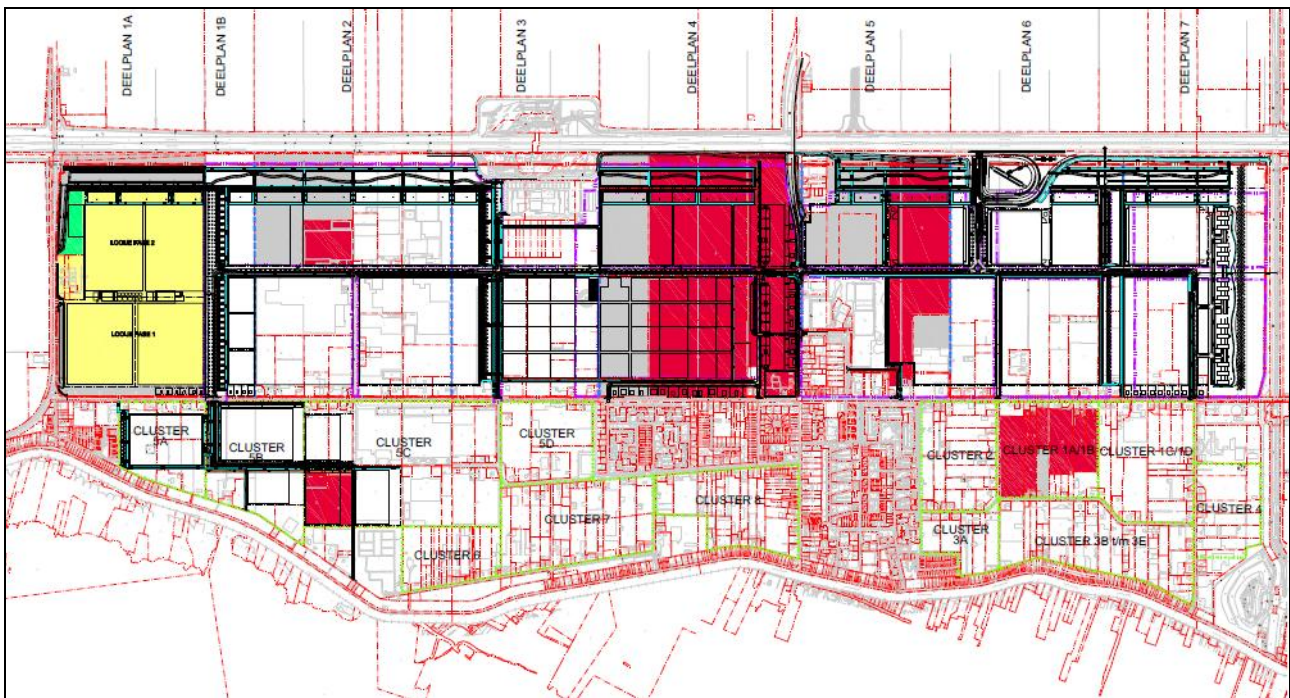 DEELPLAN 1A
DEELPLAN 1B
DEELPLAN 2
DEELPLAN 3
DEELPLAN 4
DEELPLAN 5
DEELPLAN 6
DEELPLAN 7
LOGUE FASE 2
LOGUE FASE 1
CLUSTER
5A
CLUSTER
5B
CLUSTER
5C
CLUSTER
5D
CLUSTER 2
CLUSTER 1A/1B
CLUSTER 1C/1D
CLUSTER 7
CLUSTER 8
CLUSTER 4
CLUSTER
3A
CLUSTER 3B t/m 3E
CLUSTER 6